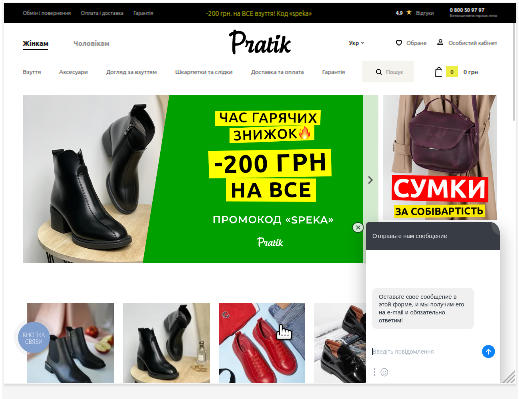 Обмін і повернення Оплата і доставка Гарантія -200 грн. на ВСЕ взуття! Код «speka» 4.9 ★ Відгуки 0 800 50 97 97
Жінкам Чоловікам Pratik Укр Обране Особистий кабінет
Взуття Аксесуари Догляд за взуттям Шкарпетки та слідки Доставка та оплата Гарантія Пошук 0 0 грн
ЧАС ГАРЯЧИХ
ЗНИЖОК🔥
-200 ГРН
НА ВСЕ
ПРОМОКОД «SPEKA»
Pratik
СУМКИ
ЗА СОБІВАРТІСТЬ
Отправьте нам сообщение
Оставьте свое сообщение в
этой форме, и мы получим его
на e-mail и обязательно
ответим!
Введіть повідомлення
КНОПКА
СВЯЗИ